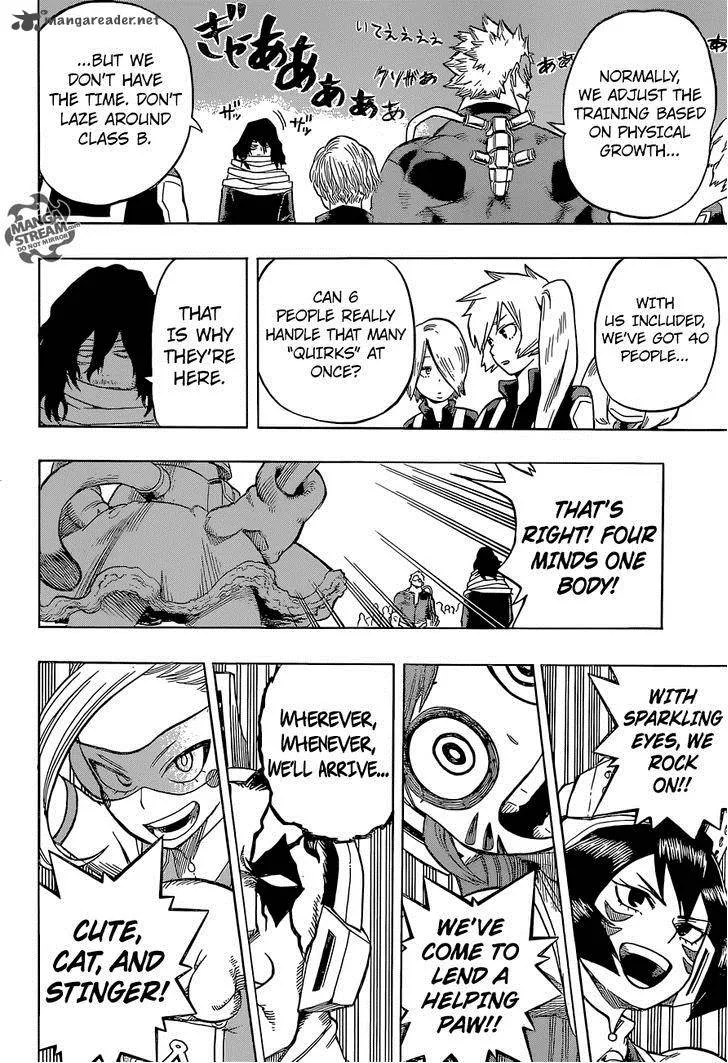 mangareader.net
NORMALLY,
WE ADJUST THE
TRAINING BASED
ON PHYSICAL
GROWTH...
いてええええ
ぎゃああああああ
クソがぁぁ
ああ
ザッ
ザッ
...BUT WE
DON'T HAVE
THE TIME. DON'T
LAZE AROUND
CLASS B.
MANGA
STREAM.com
DO NOT MIRROR
WITH
US INCLUDED,
WE'VE GOT 40
PEOPLE...
CAN 6
PEOPLE REALLY
HANDLE THAT MANY
"QUIRKS" AT
ONCE?
THAT
IS WHY
THEY'RE
HERE.
THAT'S
RIGHT! FOUR
MINDS ONE
BODY!
WITH
SPARKLING
EYES, WE
ROCK
ON!!
WE'VE
COME TO
LEND A
HELPING
PAW!!
WHEREVER,
WHENEVER,
WE'LL ARRIVE...
CUTE,
CAT, AND
STINGER!